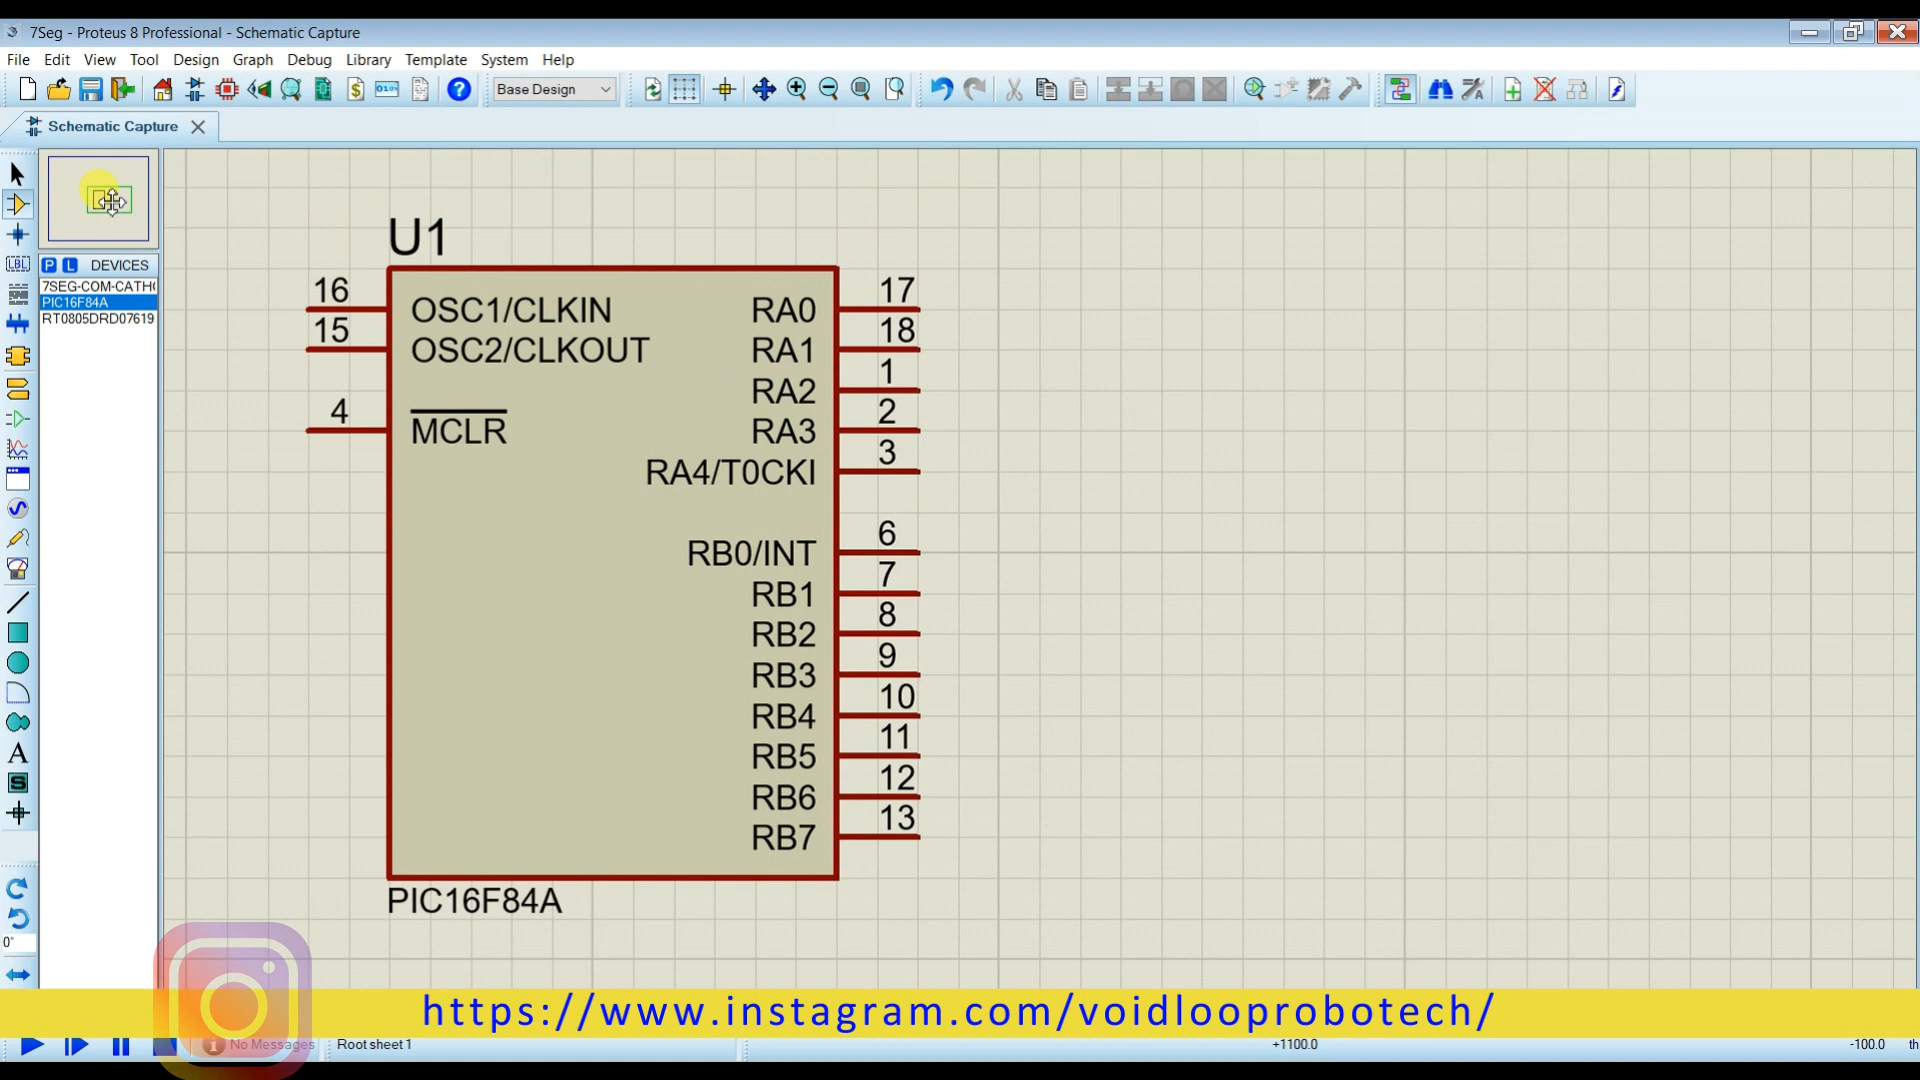 7Seg - Proteus 8 Professional - Schematic Capture
File Edit View Tool Design Graph Debug Library Template System Help
Base Design
Schematic Capture
P L DEVICES
7SEG-COM-CATH
PIC16F84A
RT0805DRD07619
LBL
A
S
0°
U1
16 OSC1/CLKIN RA0 17
15 OSC2/CLKOUT RA1 18
RA2 1
4 MCLR RA3 2
RA4/T0CKI 3
RB0/INT 6
RB1 7
RB2 8
RB3 9
RB4 10
RB5 11
RB6 12
RB7 13
PIC16F84A
https://www.instagram.com/voidlooprobotech/
No Messages Root sheet 1 +1100.0 -100.0 th